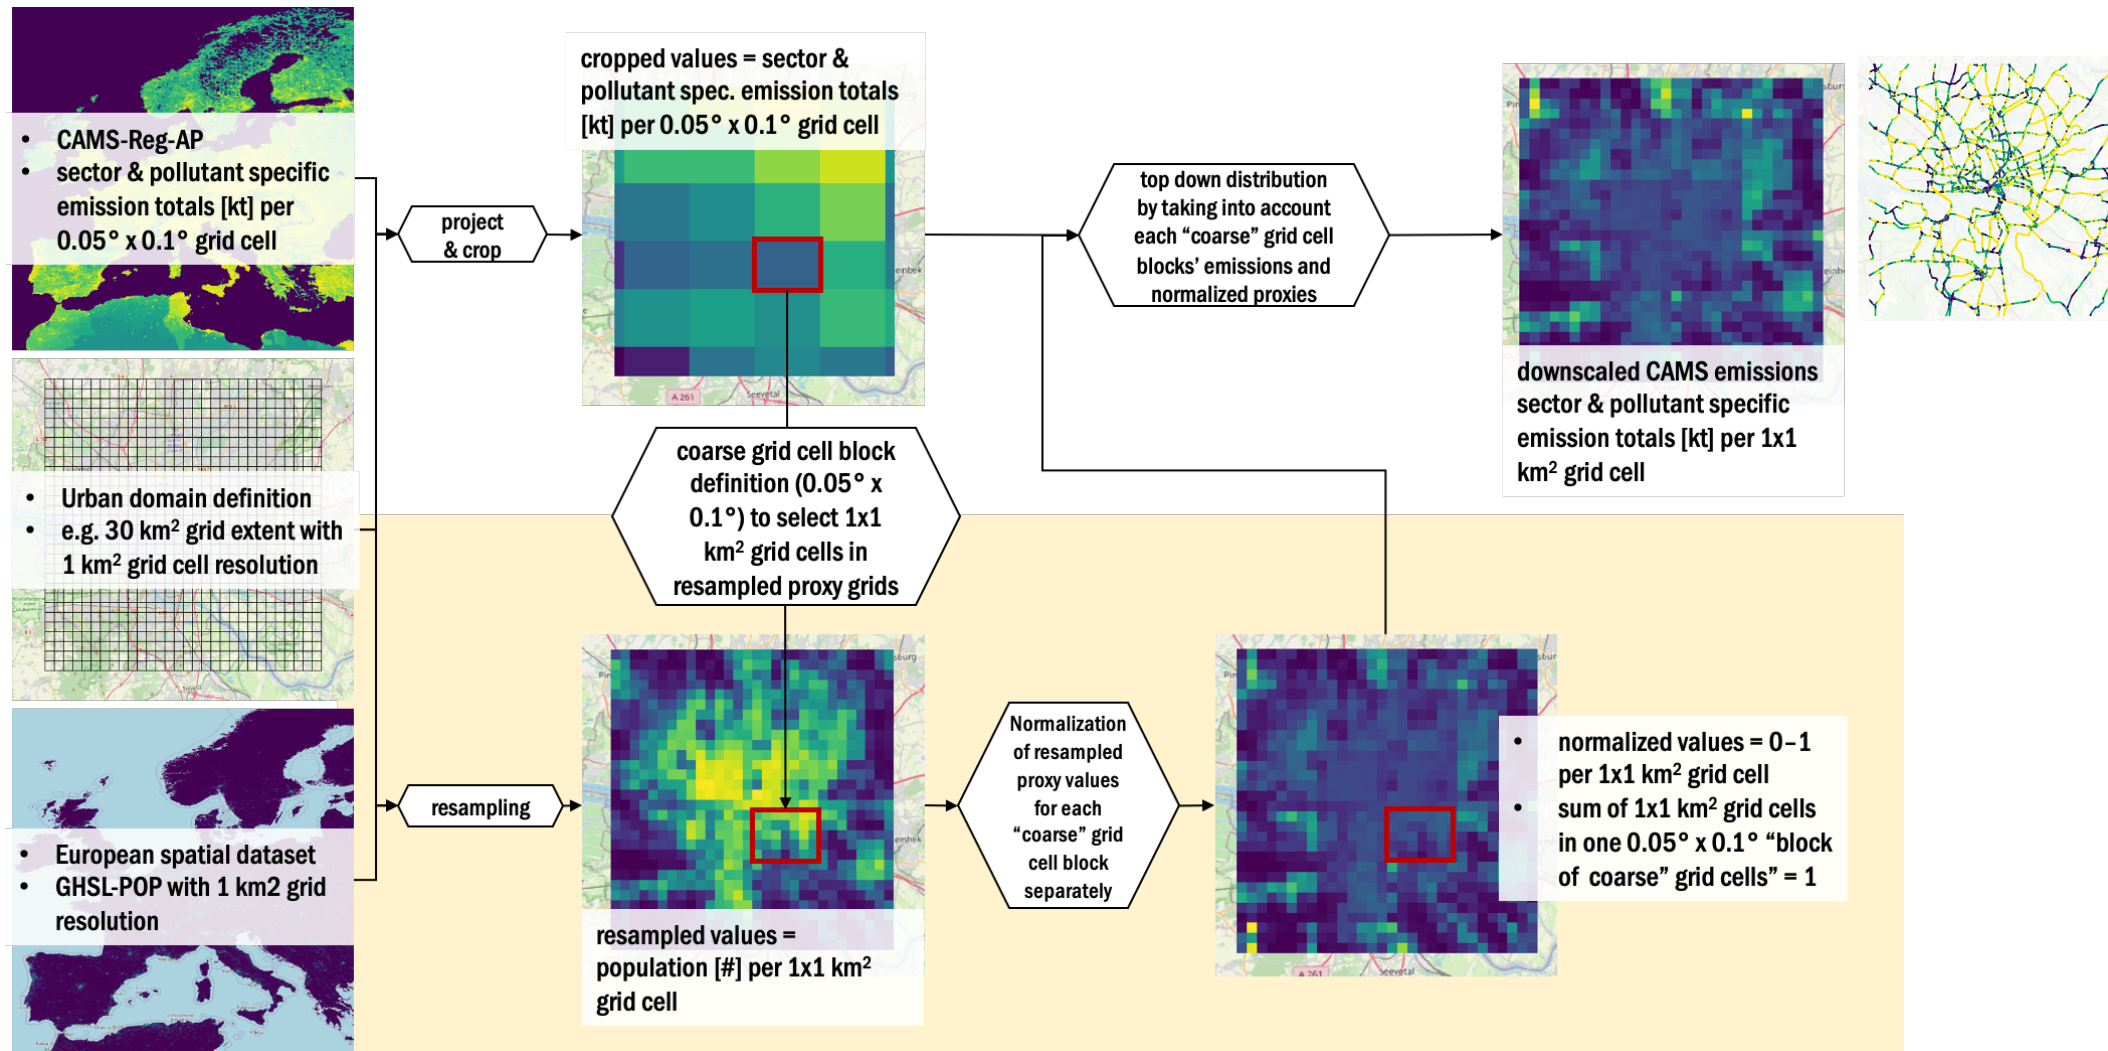 • CAMS-Reg-AP
• sector & pollutant specific
emission totals [kt] per
0.05° x 0.1° grid cell
project
& crop
cropped values = sector &
pollutant spec. emission totals
[kt] per 0.05° x 0.1° grid cell
einbek
A 261
Seevetal
top down distribution
by taking into account
each “coarse” grid cell
blocks’ emissions and
normalized proxies
downscaled CAMS emissions
sector & pollutant specific
emission totals [kt] per 1x1
km² grid cell
• Urban domain definition
• e.g. 30 km² grid extent with
1 km² grid cell resolution
coarse grid cell block
definition (0.05° x
0.1°) to select 1x1
km² grid cells in
resampled proxy grids
• European spatial dataset
• GHSL-POP with 1 km2 grid
resolution
resampling
sburg
einbek
resampled values =
population [#] per 1x1 km²
grid cell
Normalization
of resampled
proxy values
for each
“coarse” grid
cell block
separately
• normalized values = 0–1
per 1x1 km² grid cell
• sum of 1x1 km² grid cells
in one 0.05° x 0.1° “block
of coarse” grid cells” = 1
A 261
Seevetal